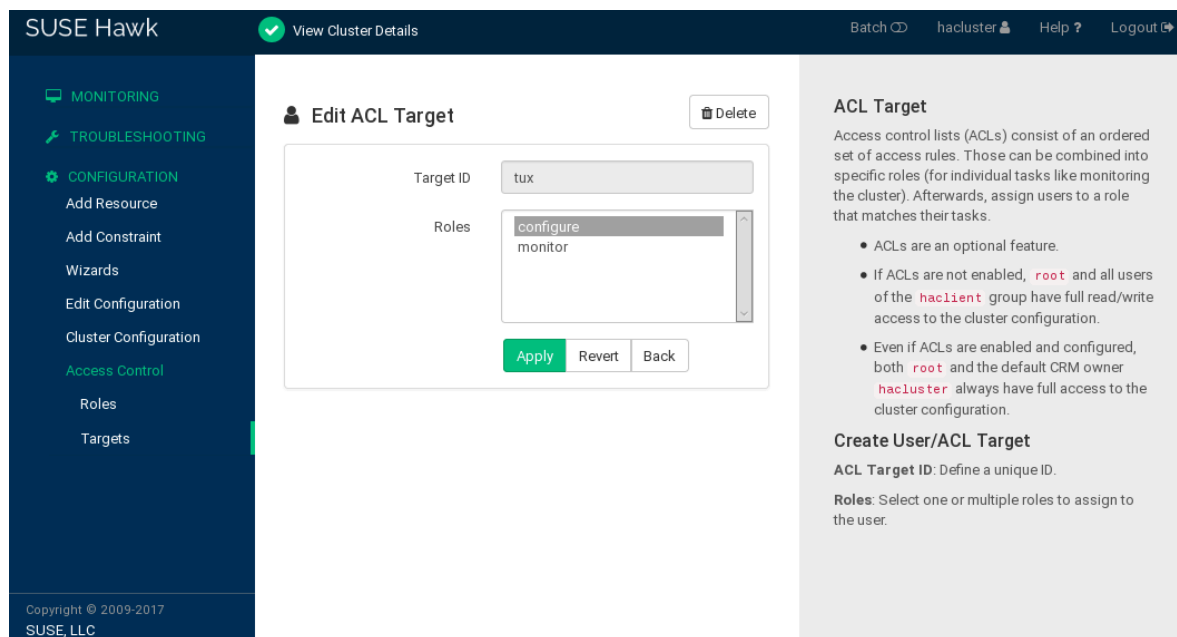 SUSE Hawk
View Cluster Details
Batch
hacluster
Help ?
Logout
MONITORING
TROUBLESHOOTING
CONFIGURATION
Add Resource
Add Constraint
Wizards
Edit Configuration
Cluster Configuration
Access Control
Roles
Targets
Copyright © 2009-2017
SUSE, LLC
Edit ACL Target
Delete
Target ID
tux
Roles
configure
monitor
Apply
Revert
Back
ACL Target
Access control lists (ACLs) consist of an ordered
set of access rules. Those can be combined into
specific roles (for individual tasks like monitoring
the cluster). Afterwards, assign users to a role
that matches their tasks.
● ACLs are an optional feature.
● If ACLs are not enabled, root and all users
of the haclient group have full read/write
access to the cluster configuration.
● Even if ACLs are enabled and configured,
both root and the default CRM owner
hacluster always have full access to the
cluster configuration.
Create User/ACL Target
ACL Target ID: Define a unique ID.
Roles: Select one or multiple roles to assign to
the user.